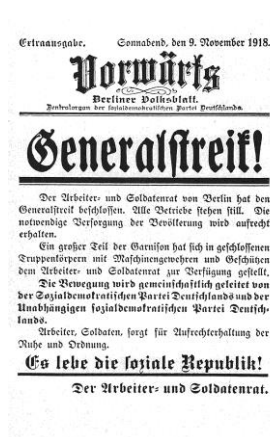 Extraausgabe. Sonnabend, den 9. November 1918.
Vorwärts
Berliner Volksblatt.
Zentralorgan der sozialdemokratischen Partei Deutschlands.
Generalstreik!
Der Arbeiter- und Soldatenrat von Berlin hat den
Generalstreik beschlossen. Alle Betriebe stehen still. Die
notwendige Versorgung der Bevölkerung wird aufrecht
erhalten.
Ein großer Teil der Garnison hat sich in geschlossenen
Truppenkörpern mit Maschinengewehren und Geschützen
dem Arbeiter- und Soldatenrat zur Verfügung gestellt.
Die Bewegung wird gemeinschaftlich geleitet von
der Sozialdemokratischen Partei Deutschlands und der
Unabhängigen sozialdemokratischen Partei Deutsch-
lands.
Arbeiter, Soldaten, sorgt für Aufrechterhaltung der
Ruhe und Ordnung.
Es lebe die soziale Republik!
Der Arbeiter- und Soldatenrat.